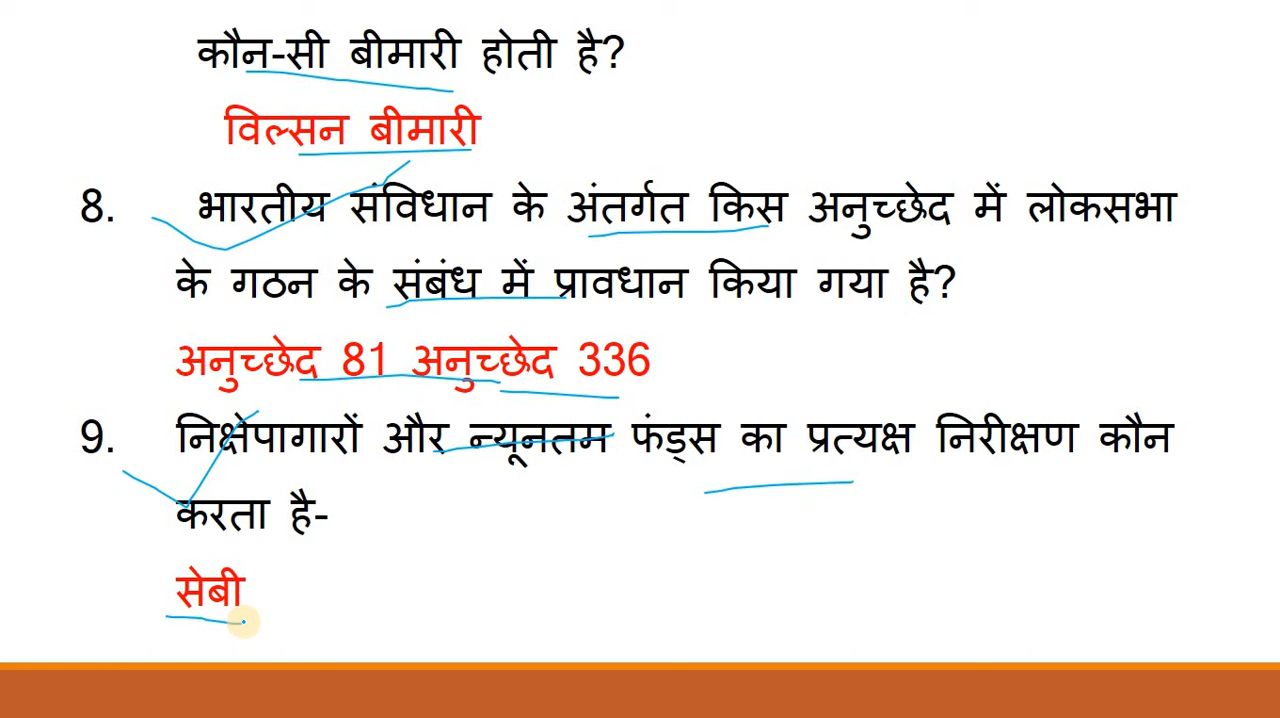 कौन-सी बीमारी होती है?
विल्सन बीमारी
8. भारतीय संविधान के अंतर्गत किस अनुच्छेद में लोकसभा
के गठन के संबंध में प्रावधान किया गया है?
अनुच्छेद 81 अनुच्छेद 336
9. निक्षेपागारों और न्यूनतम फंड्स का प्रत्यक्ष निरीक्षण कौन
करता है-
सेबी